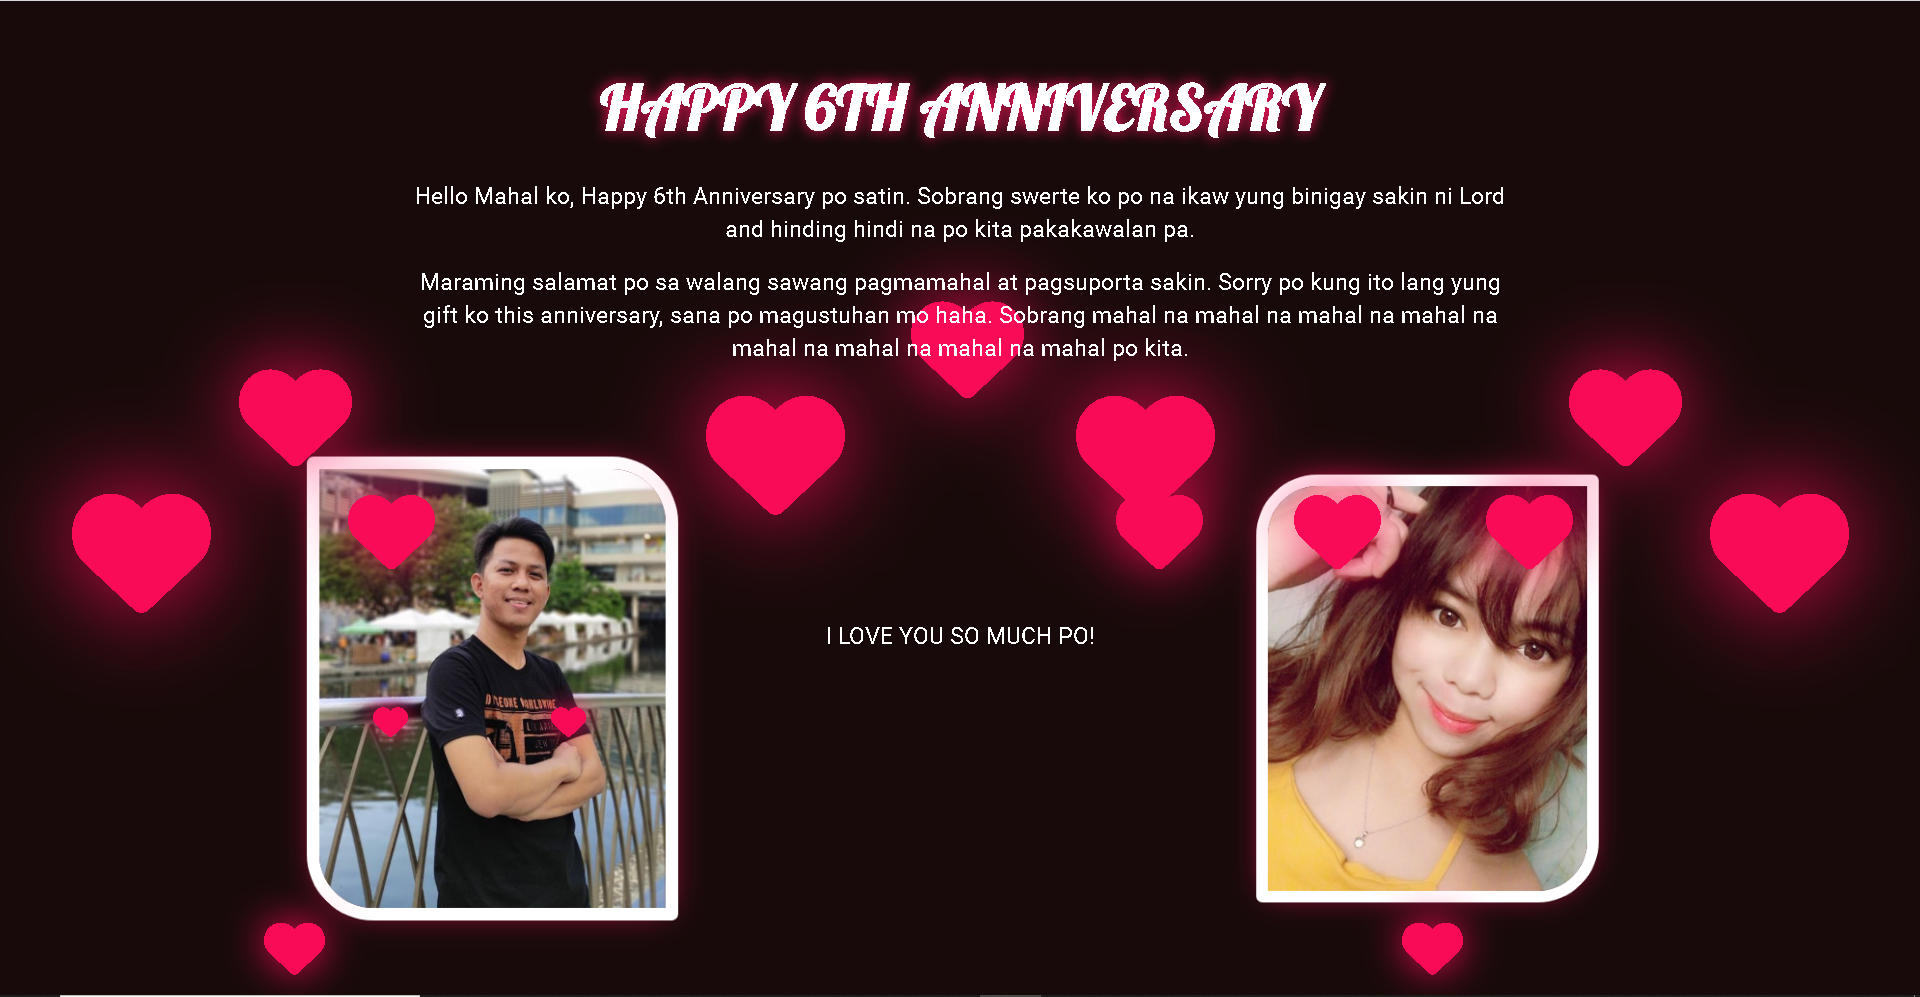 HAPPY 6TH ANNIVERSARY
Hello Mahal ko, Happy 6th Anniversary po satin. Sobrang swerte ko po na ikaw yung binigay sakin ni Lord
and hinding hindi na po kita pakakawalan pa.
Maraming salamat po sa walang sawang pagmamahal at pagsuporta sakin. Sorry po kung ito lang yung
gift ko this anniversary, sana po magustuhan mo haha. Sobrang mahal na mahal na mahal na mahal na
mahal na mahal na mahal na mahal po kita.
I LOVE YOU SO MUCH PO!